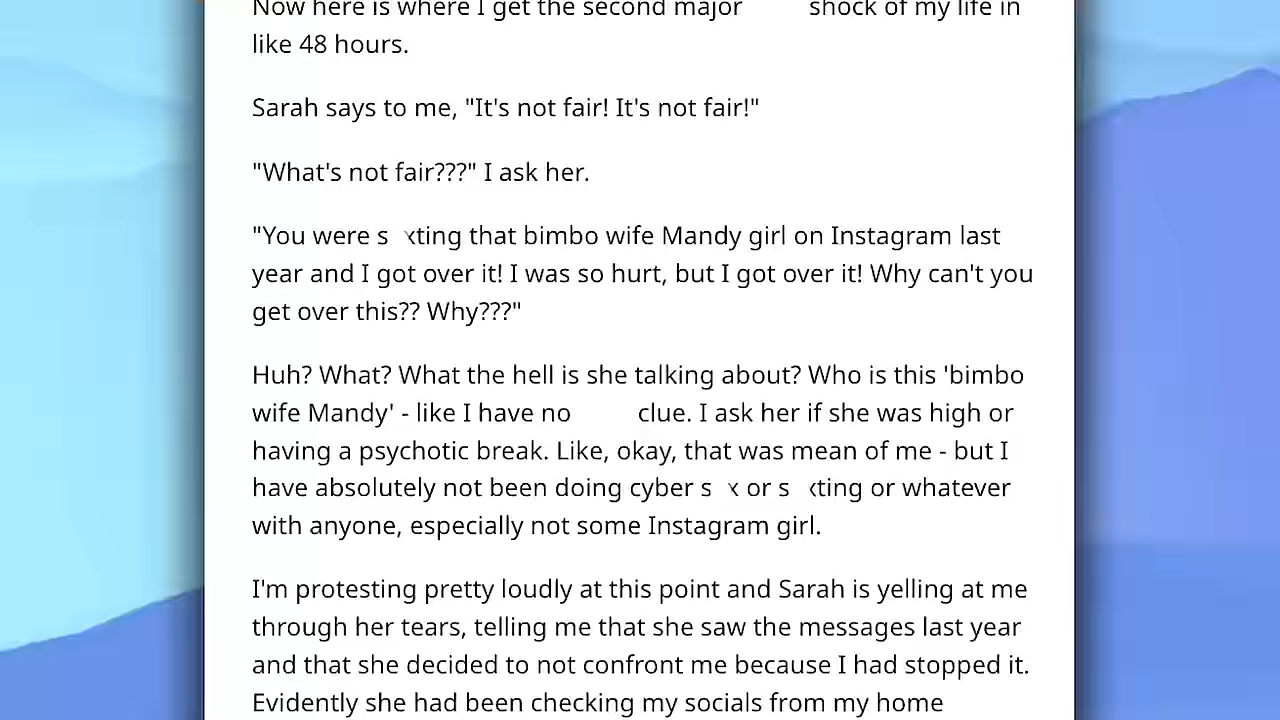 Now here is where I get the second major shock of my life in
like 48 hours.
Sarah says to me, "It's not fair! It's not fair!"
"What's not fair???" I ask her.
"You were s xting that bimbo wife Mandy girl on Instagram last
year and I got over it! I was so hurt, but I got over it! Why can't you
get over this?? Why???"
Huh? What? What the hell is she talking about? Who is this 'bimbo
wife Mandy' - like I have no clue. I ask her if she was high or
having a psychotic break. Like, okay, that was mean of me - but I
have absolutely not been doing cyber s x or s xting or whatever
with anyone, especially not some Instagram girl.
I'm protesting pretty loudly at this point and Sarah is yelling at me
through her tears, telling me that she saw the messages last year
and that she decided to not confront me because I had stopped it.
Evidently she had been checking my socials from my home